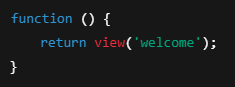 function () {
    return view('welcome');
}